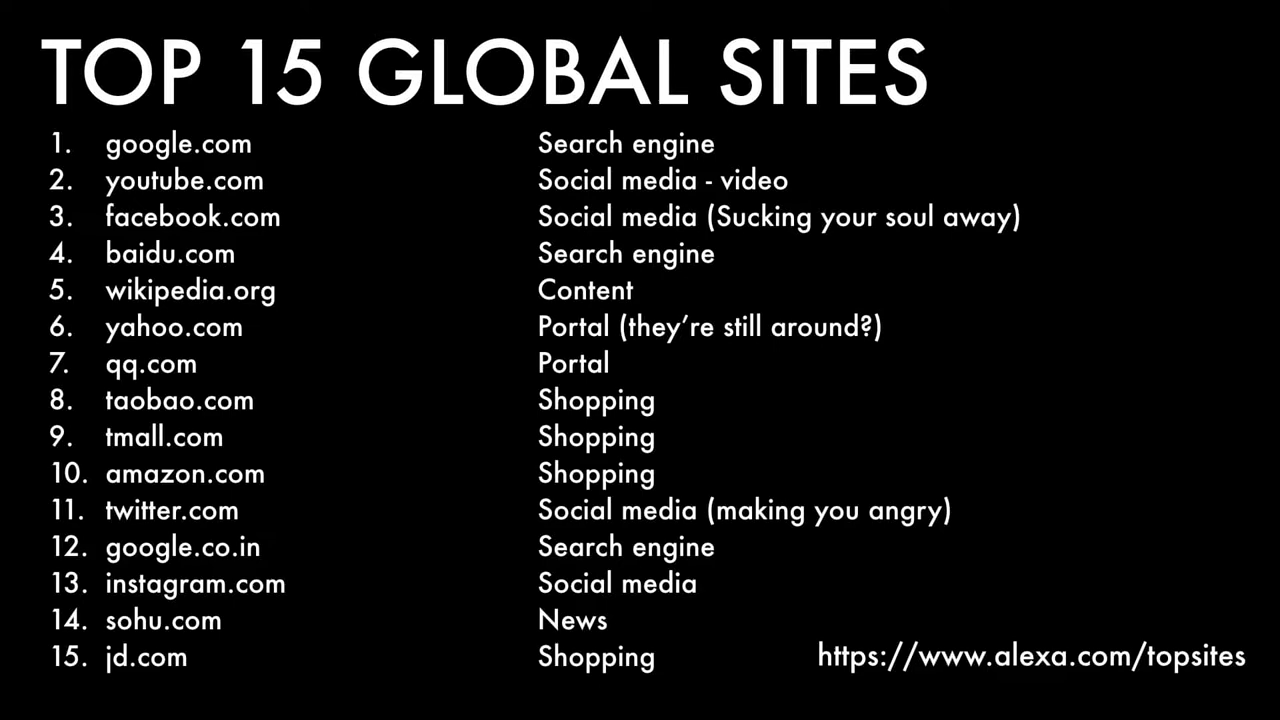 TOP 15 GLOBAL SITES
1. google.com Search engine
2. youtube.com Social media - video
3. facebook.com Social media (Sucking your soul away)
4. baidu.com Search engine
5. wikipedia.org Content
6. yahoo.com Portal (they’re still around?)
7. qq.com Portal
8. taobao.com Shopping
9. tmall.com Shopping
10. amazon.com Shopping
11. twitter.com Social media (making you angry)
12. google.co.in Search engine
13. instagram.com Social media
14. sohu.com News
15. jd.com Shopping https://www.alexa.com/topsites